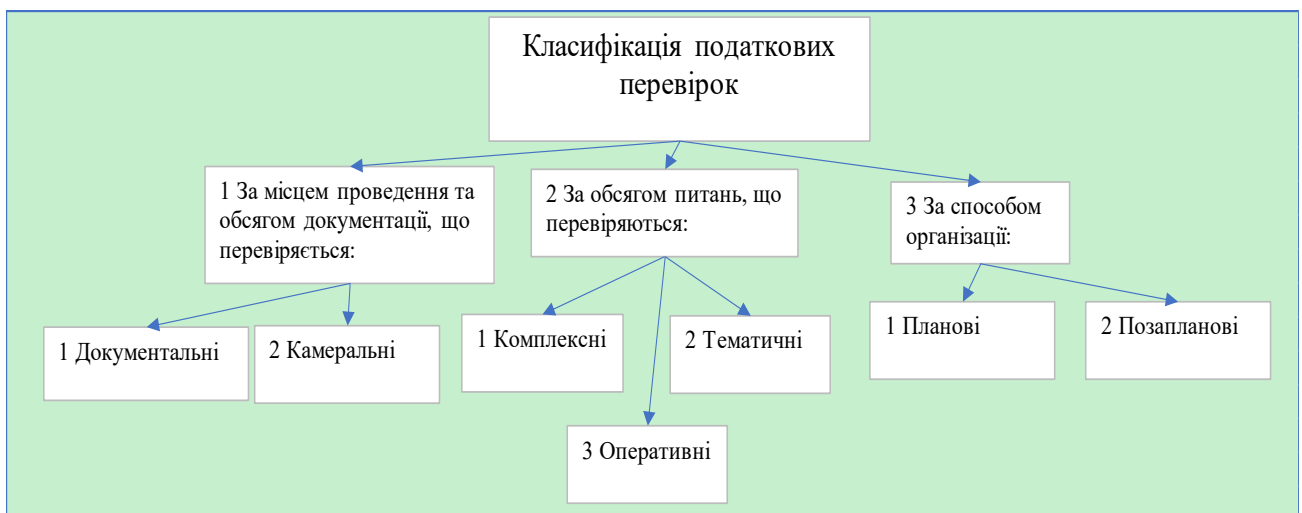 Класифікація податкових
перевірок
1 За місцем проведення та
обсягом документації, що
перевіряється:
2 За обсягом питань, що
перевіряються:
3 За способом
організації:
1 Документальні
2 Камеральні
1 Комплексні
2 Тематичні
3 Оперативні
1 Планові
2 Позапланові